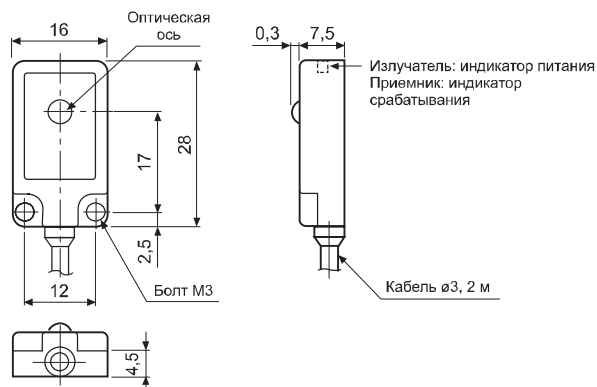 Оптическая
ось
16
17
28
2,5
12
Болт М3
4,5
0,3
7,5
Излучатель: индикатор питания
Приемник: индикатор
срабатывания
Кабель ø3, 2 м